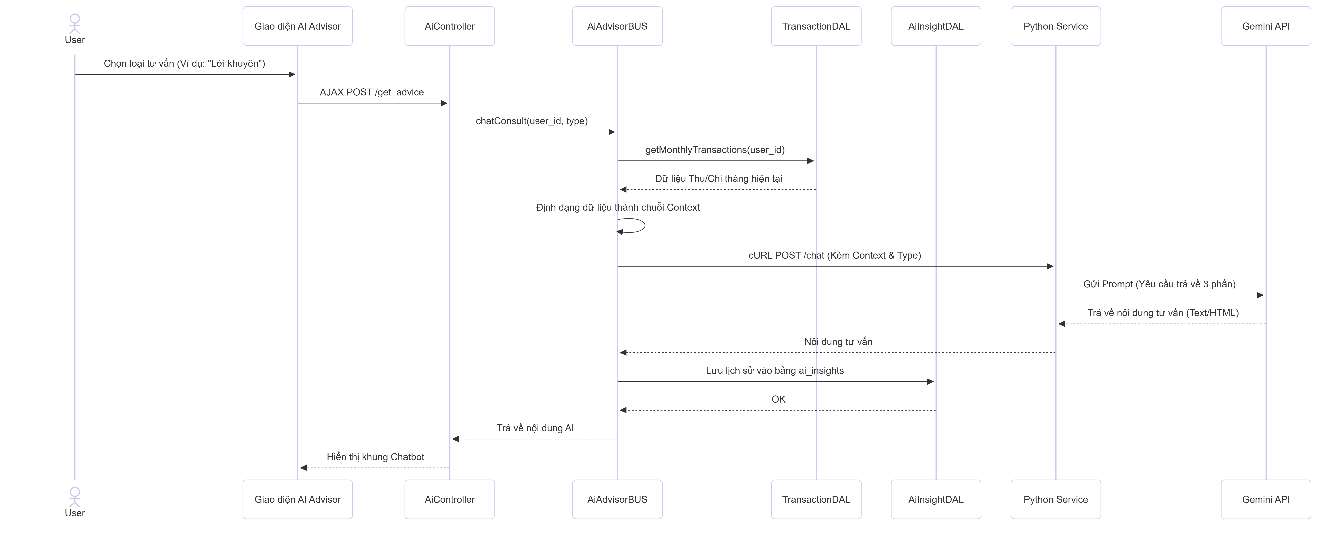 User
Giao diện AI Advisor
AiController
AiAdvisorBUS
TransactionDAL
AiInsightDAL
Python Service
Gemini API
Chọn loại tư vấn (Ví dụ: "Lời khuyên")
AJAX POST /get_advice
chatConsult(user_id, type)
getMonthlyTransactions(user_id)
Dữ liệu Thu/Chi tháng hiện tại
Định dạng dữ liệu thành chuỗi Context
cURL POST /chat (Kèm Context & Type)
Gửi Prompt (Yêu cầu trả về 3 phần)
Trả về nội dung tư vấn (Text/HTML)
Nội dung tư vấn
Lưu lịch sử vào bảng ai_insights
OK
Trả về nội dung AI
Hiển thị khung Chatbot
User
Giao diện AI Advisor
AiController
AiAdvisorBUS
TransactionDAL
AiInsightDAL
Python Service
Gemini API